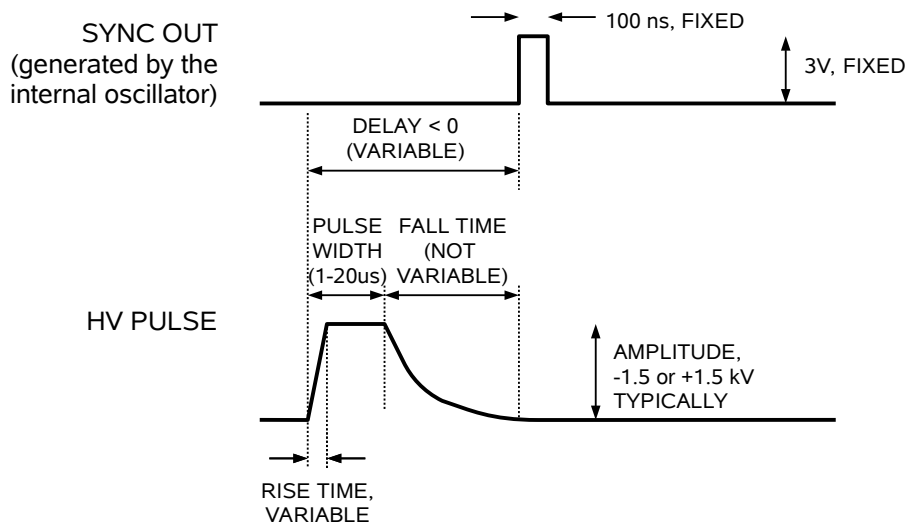 100 ns, FIXED
SYNC OUT
(generated by the
internal oscillator)
3V, FIXED
DELAY < 0
(VARIABLE)
PULSE
WIDTH
(1-20us)
FALL TIME
(NOT
VARIABLE)
HV PULSE
AMPLITUDE,
-1.5 or +1.5 kV
TYPICALLY
RISE TIME,
VARIABLE